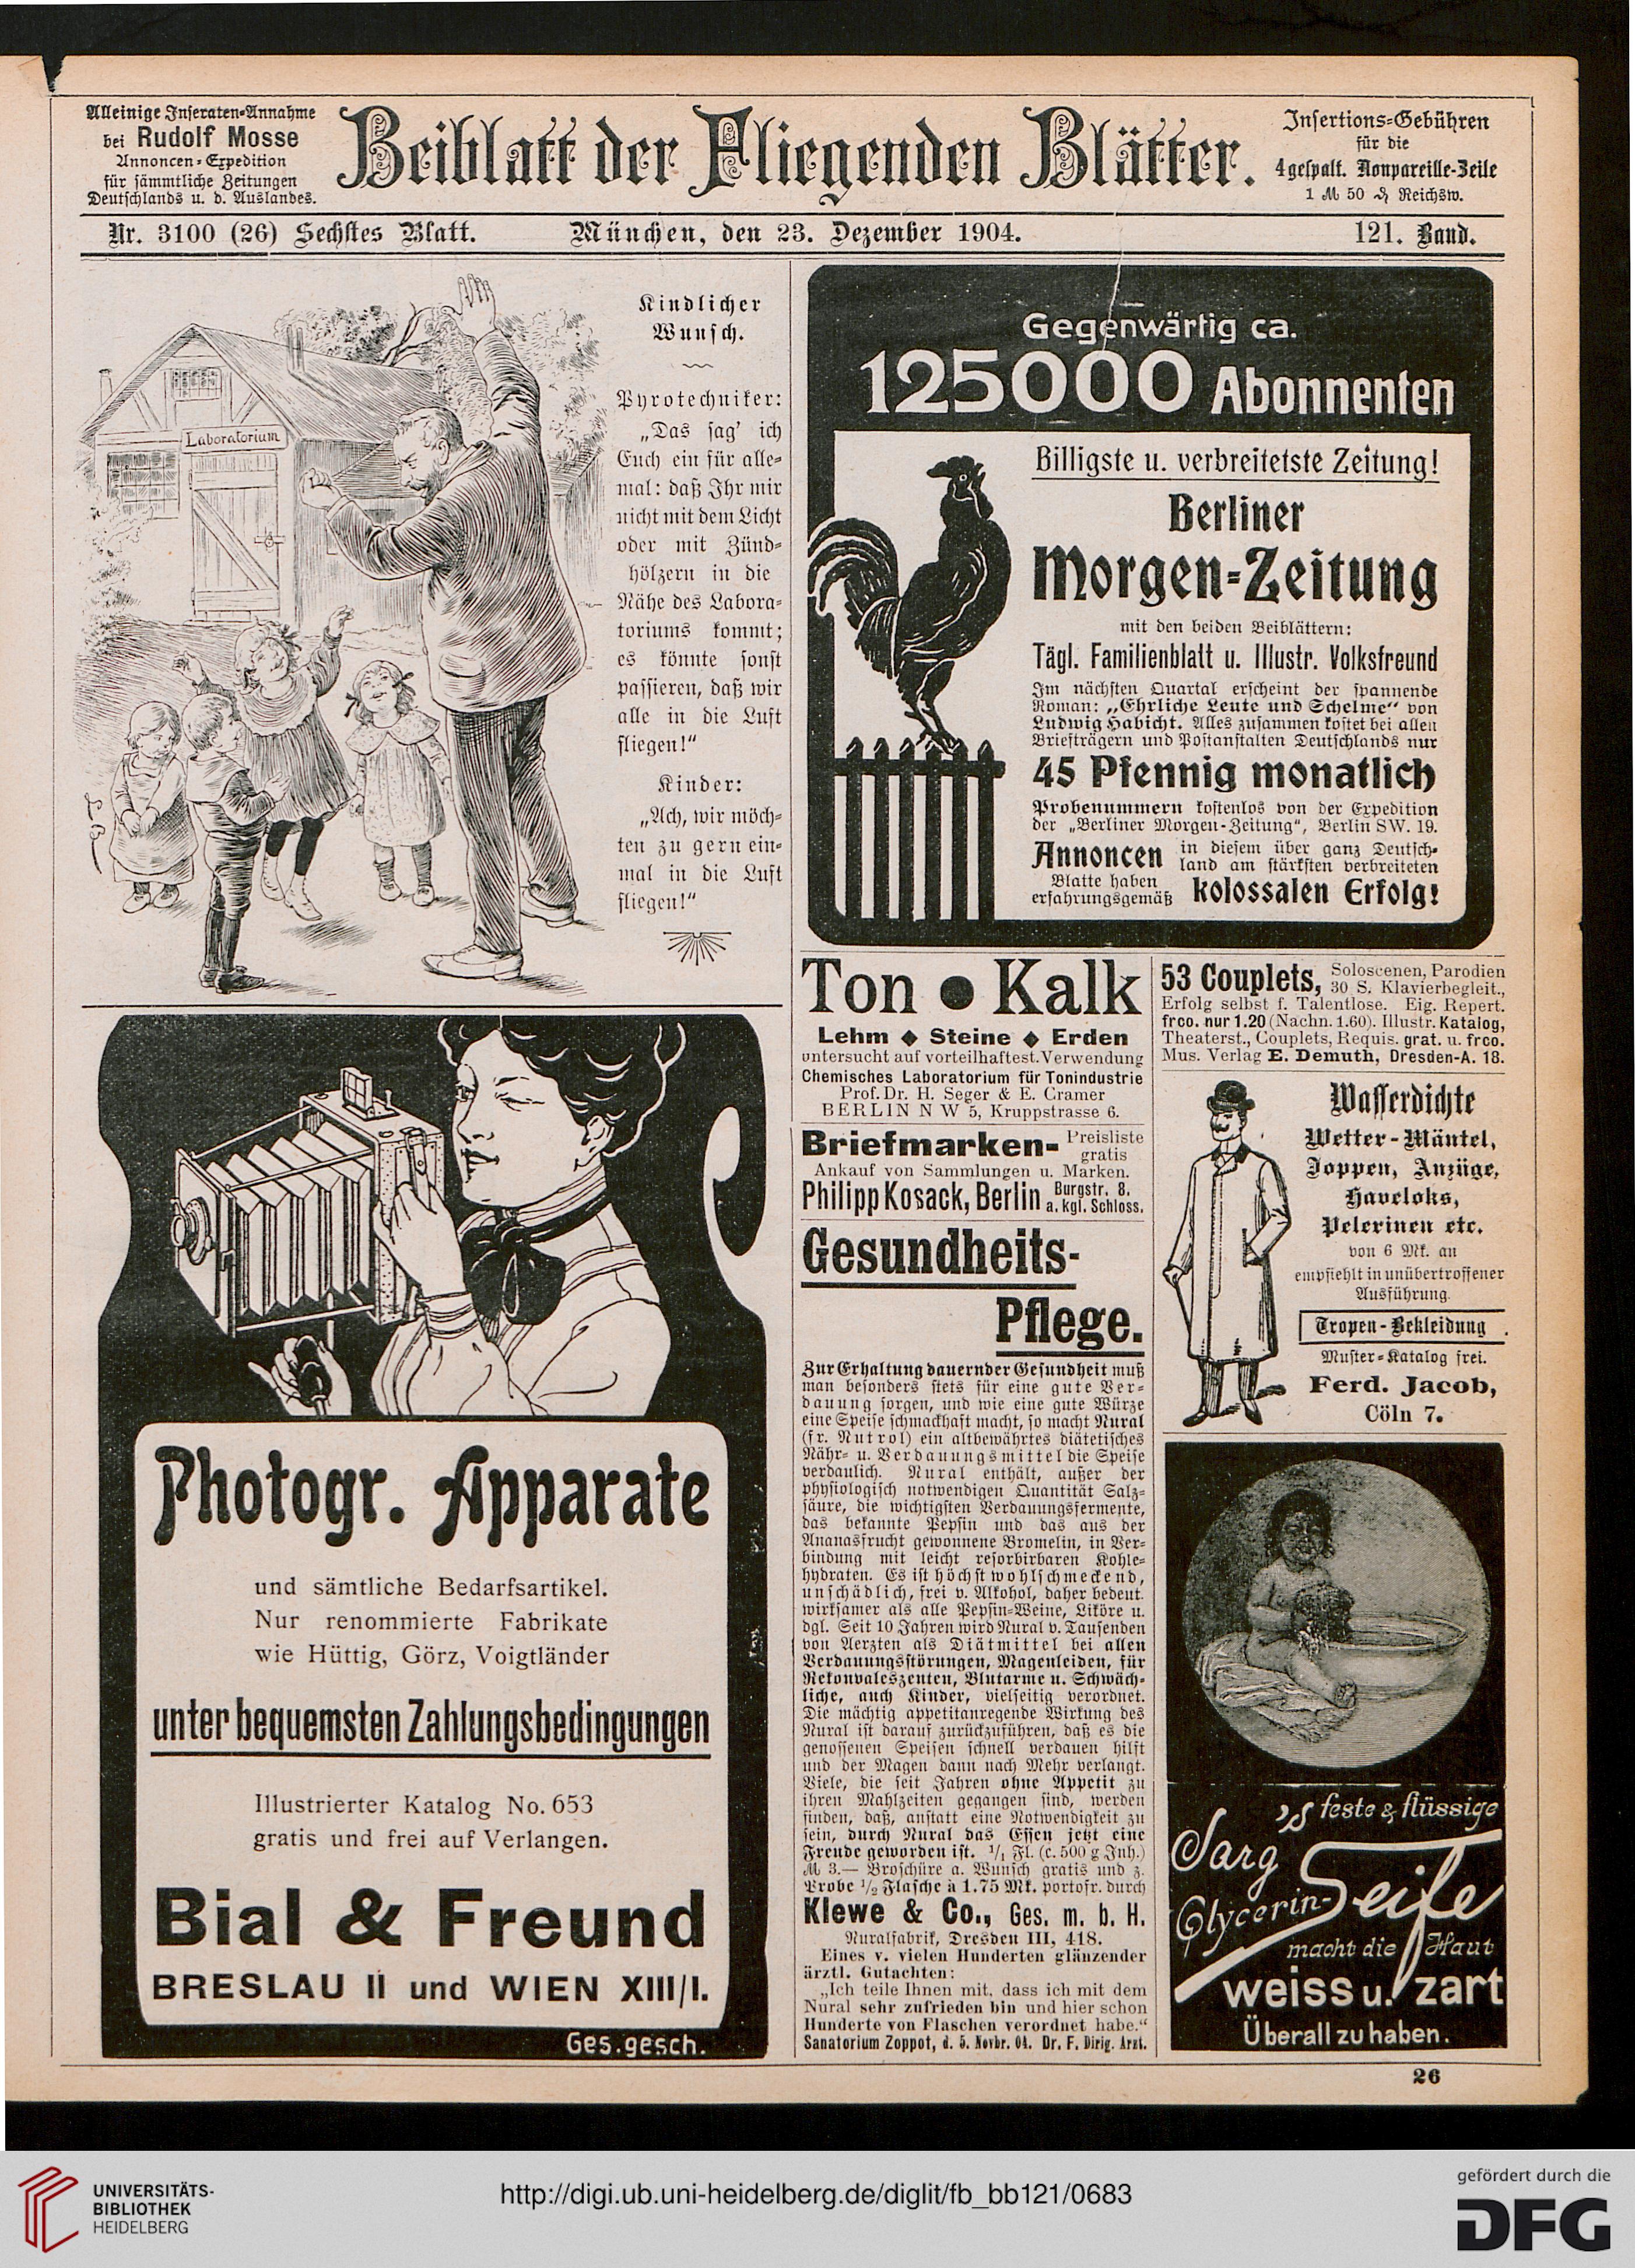 Alleinige Inseraten-Annahme
bei Rudolf Mosse
Annoncen-Expedition
für sämmtliche Zeitungen
Deutschlands u. d. Auslandes.
Beiblatt der Fliegenden Blätter.
Insertions-Gebühren
für die
4gespalt. Nonpareille-Zeile
1 M 50 ₰ Reichsw.
Nr. 3100 (26) Sechstes Blatt. München, den 23. Dezember 1904. 121. Band.
Laboratorium
Kindlicher
Wunsch.
Pyrotechniker:
„Das sag' ich
Euch ein für alle-
mal: daß Ihr mir
nicht mit dem Licht
oder mit Zünd-
hölzern in die
Nähe des Labora-
toriums kommt;
es könnte sonst
passieren, daß wir
alle in die Luft
fliegen!“
Kinder:
„Ach, wir möch-
ten zu gern ein-
mal in die Luft
fliegen!“
Photogr. Apparate
und sämtliche Bedarfsartikel.
Nur renommierte Fabrikate
wie Hüttig, Görz, Voigtländer
unter bequemsten Zahlungsbedingungen
Illustrierter Katalog No. 653
gratis und frei auf Verlangen.
Bial & Freund
BRESLAU II und WIEN XIII/I.
Ges. gesch.
Gegenwärtig ca.
125000 Abonnenten
Billigste u. verbreitetste Zeitung!
Berliner
Morgen-Zeitung
mit den beiden Beiblättern:
Tägl. Familienblatt u. Illustr. Volksfreund
Im nächsten Quartal erscheint der spannende
Roman: „Ehrliche Leute und Schelme“ von
Ludwig Habicht. Alles zusammen kostet bei allen
Briefträgern und Postanstalten Deutschlands nur
45 Pfennig monatlich
Probenummern kostenlos von der Expedition
der „Berliner Morgen-Zeitung“, Berlin SW. 19.
Annoncen in diesem über ganz Deutsch-
land am stärksten verbreiteten
Blatte haben
erfahrungsgemäß kolossalen Erfolg!
Ton ● Kalk
Lehm ◆ Steine ◆ Erden
untersucht auf vorteilhaftest. Verwendung
Chemisches Laboratorium für Tonindustrie
Prof. Dr. H. Seger & E. Cramer
BERLIN NW 5, Kruppstrasse 6.
Briefmarken- Preisliste
gratis
Ankauf von Sammlungen u. Marken.
Philipp Kosack, Berlin Burgstr. 8.
a. kgl. Schloss.
Gesundheits-
Pflege.
Zur Erhaltung dauernder Gesundheit muß
man besonders stets für eine gute Ver-
dauung sorgen, und wie eine gute Würze
eine Speise schmackhaft macht, so macht Nural
(fr. Nutrol) ein altbewährtes diätetisches
Nähr- u. Verdauungsmittel die Speise
verdaulich. Nural enthält, außer der
physiologisch notwendigen Quantität Salz-
säure, die wichtigsten Verdauungsfermente,
das bekannte Pepsin und das aus der
Ananasfrucht gewonnene Bromelin, in Ver-
bindung mit leicht resorbirbaren Kohle-
hydraten. Es ist höchst wohlschmeckend,
unschädlich, frei v. Alkohol, daher bedeut.
wirksamer als alle Pepsin-Weine, Liköre u.
dgl. Seit 10 Jahren wird Nural v. Tausenden
von Aerzten als Diätmittel bei allen
Verdauungsstörungen, Magenleiden, für
Rekonvaleszenten, Blutarme u. Schwäch-
liche, auch Kinder, vielseitig verordnet.
Die mächtig appetitanregende Wirkung des
Nural ist darauf zurückzuführen, daß es die
genossenen Speisen schnell verdauen hilft
und der Magen dann nach Mehr verlangt.
Viele, die seit Jahren ohne Appetit zu
ihren Mahlzeiten gegangen sind, werden
finden, daß, anstatt eine Notwendigkeit zu
sein, durch Nural das Essen jetzt eine
Freude geworden ist. 1/1 Fl. (c. 500 g Inh.)
M 3.— Broschüre a. Wunsch gratis und z.
Probe 1/2 Flasche à 1.75 Mk. portofr. durch
Klewe & Co., Ges. m. b. H.
Nuralfabrik, Dresden III, 418.
Eines v. vielen Hunderten glänzender
ärztl. Gutachten:
„Ich teile Ihnen mit, dass ich mit dem
Nural sehr zufrieden bin und hier schon
Hunderte von Flaschen verordnet habe.“
Sanatorium Zoppot, d. 5. Novbr. 04. Dr. F. Dirig. Arzt.
53 Couplets, Soloscenen, Parodien
30 S. Klavierbegleit.,
Erfolg selbst f. Talentlose. Eig. Repert.
frco. nur 1.20 (Nachn. 1.60). Illustr. Katalog,
Theaterst., Couplets, Requis. grat. u. frco.
Mus. Verlag E. Demuth, Dresden-A. 18.
Wasserdichte
Wetter-Mäntel,
Joppen, Anzüge,
Haveloks,
Pelerinen etc.
von 6 Mk. an
empfiehlt in unübertroffener
Ausführung.
Tropen-Bekleidung.
Muster-Katalog frei.
Ferd. Jacob,
Cöln 7.
Sarg's feste & flüssige
Glycerin-Seife
macht die Haut
weiss u. zart
Überall zu haben.
26
UNIVERSITÄTS-
BIBLIOTHEK
HEIDELBERG
http://digi.ub.uni-heidelberg.de/diglit/fb_bb121/0683
gefördert durch die
DFG